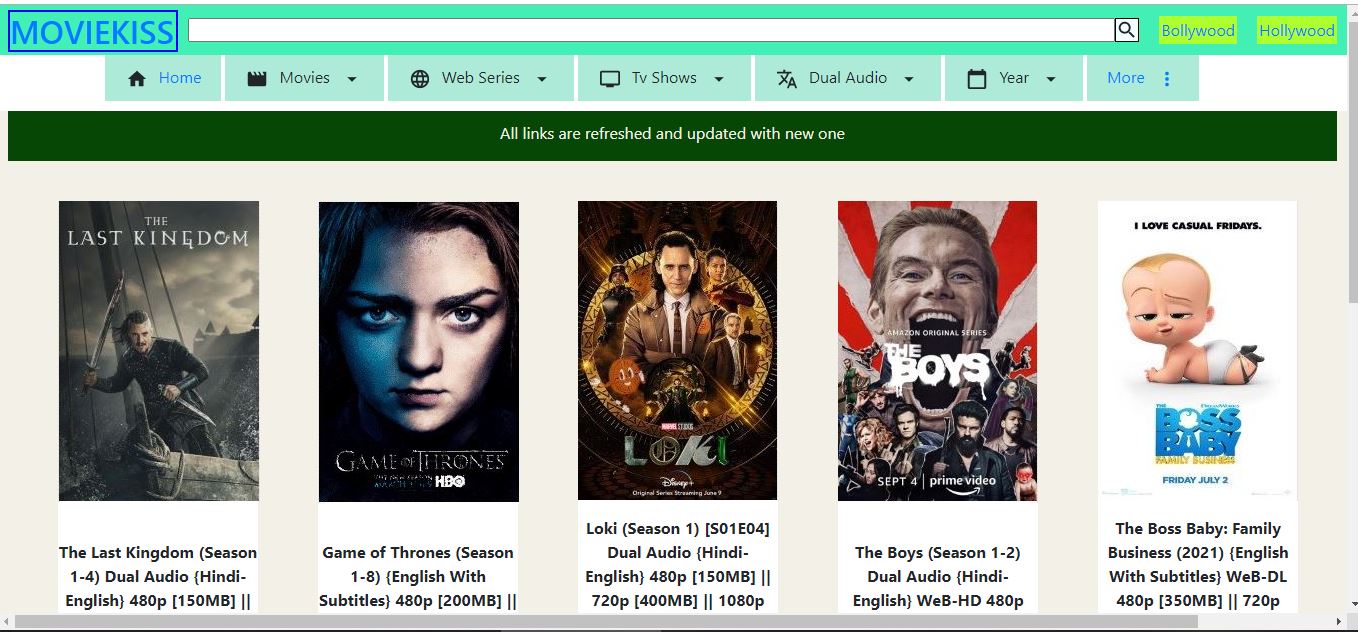 MOVIEKISS
Bollywood Hollywood
Home Movies Web Series Tv Shows Dual Audio Year More
All links are refreshed and updated with new one
THE
LAST KINGDOM
GAME OF THRONES
HBO
MARVEL STUDIOS
LOKI
Disney+
Original Series Streaming June 9
AMAZON ORIGINAL SERIES
THE
BOYS
SEPT 4 | prime video
I LOVE CASUAL FRIDAYS.
DREAMWORKS
THE
BOSS
BABY
FAMILY BUSINESS
FRIDAY JULY 2
The Last Kingdom (Season
1-4) Dual Audio {Hindi-
English} 480p [150MB] ||
Game of Thrones (Season
1-8) {English With
Subtitles} 480p [200MB] ||
Loki (Season 1) [S01E04]
Dual Audio {Hindi-
English} 480p [150MB] ||
720p [400MB] || 1080p
The Boys (Season 1-2)
Dual Audio {Hindi-
English} WeB-HD 480p
The Boss Baby: Family
Business (2021) {English
With Subtitles} WeB-DL
480p [350MB] || 720p